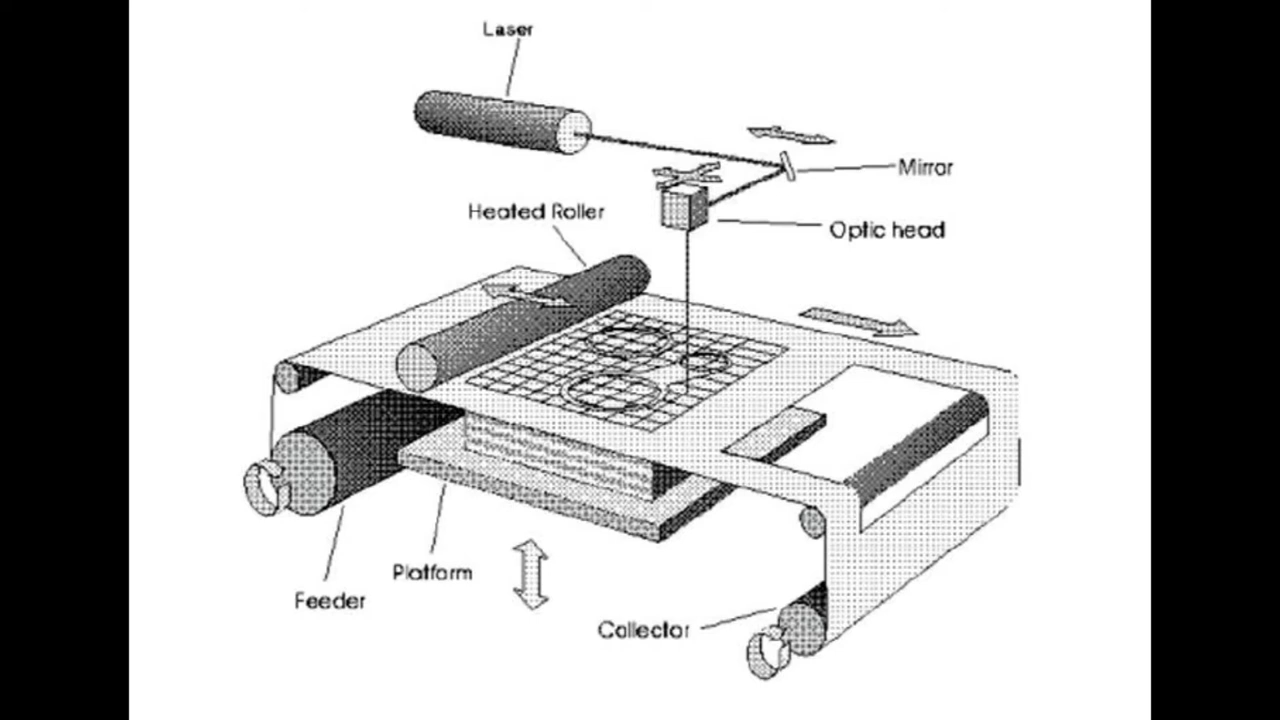 Laser
Mirror
Heated Roller
Optic head
Platform
Feeder
Collector